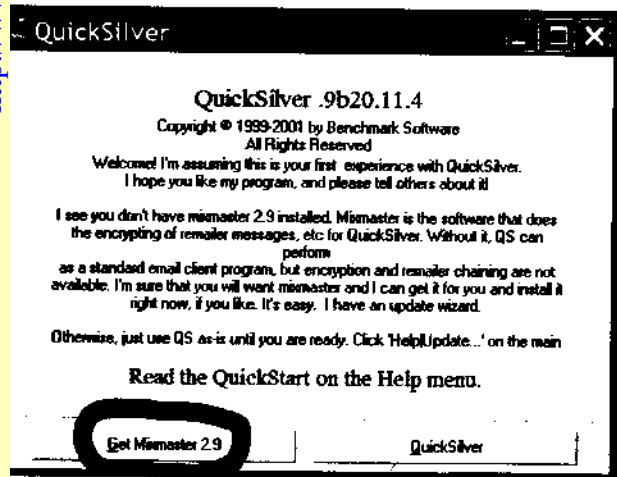 QuickSilver
QuickSilver .9b20.11.4
Copyright © 1999-2001 by Benchmark Software
All Rights Reserved
Welcome! I'm assuming this is your first experience with QuickSilver.
I hope you like my program, and please tell others about it!
I see you don't have mixmaster 2.9 installed. Mixmaster is the software that does
the encrypting of remailer messages, etc for QuickSilver. Without it, QS can
perform
as a standard email client program, but encryption and remailer chaining are not
available. I'm sure that you will want mixmaster and I can get it for you and install it
right now, if you like. It's easy. I have an update wizard.
Otherwise, just use QS as-is until you are ready. Click 'Help|Update...' on the main
Read the QuickStart on the Help menu.
Get Mixmaster 2.9
QuickSilver